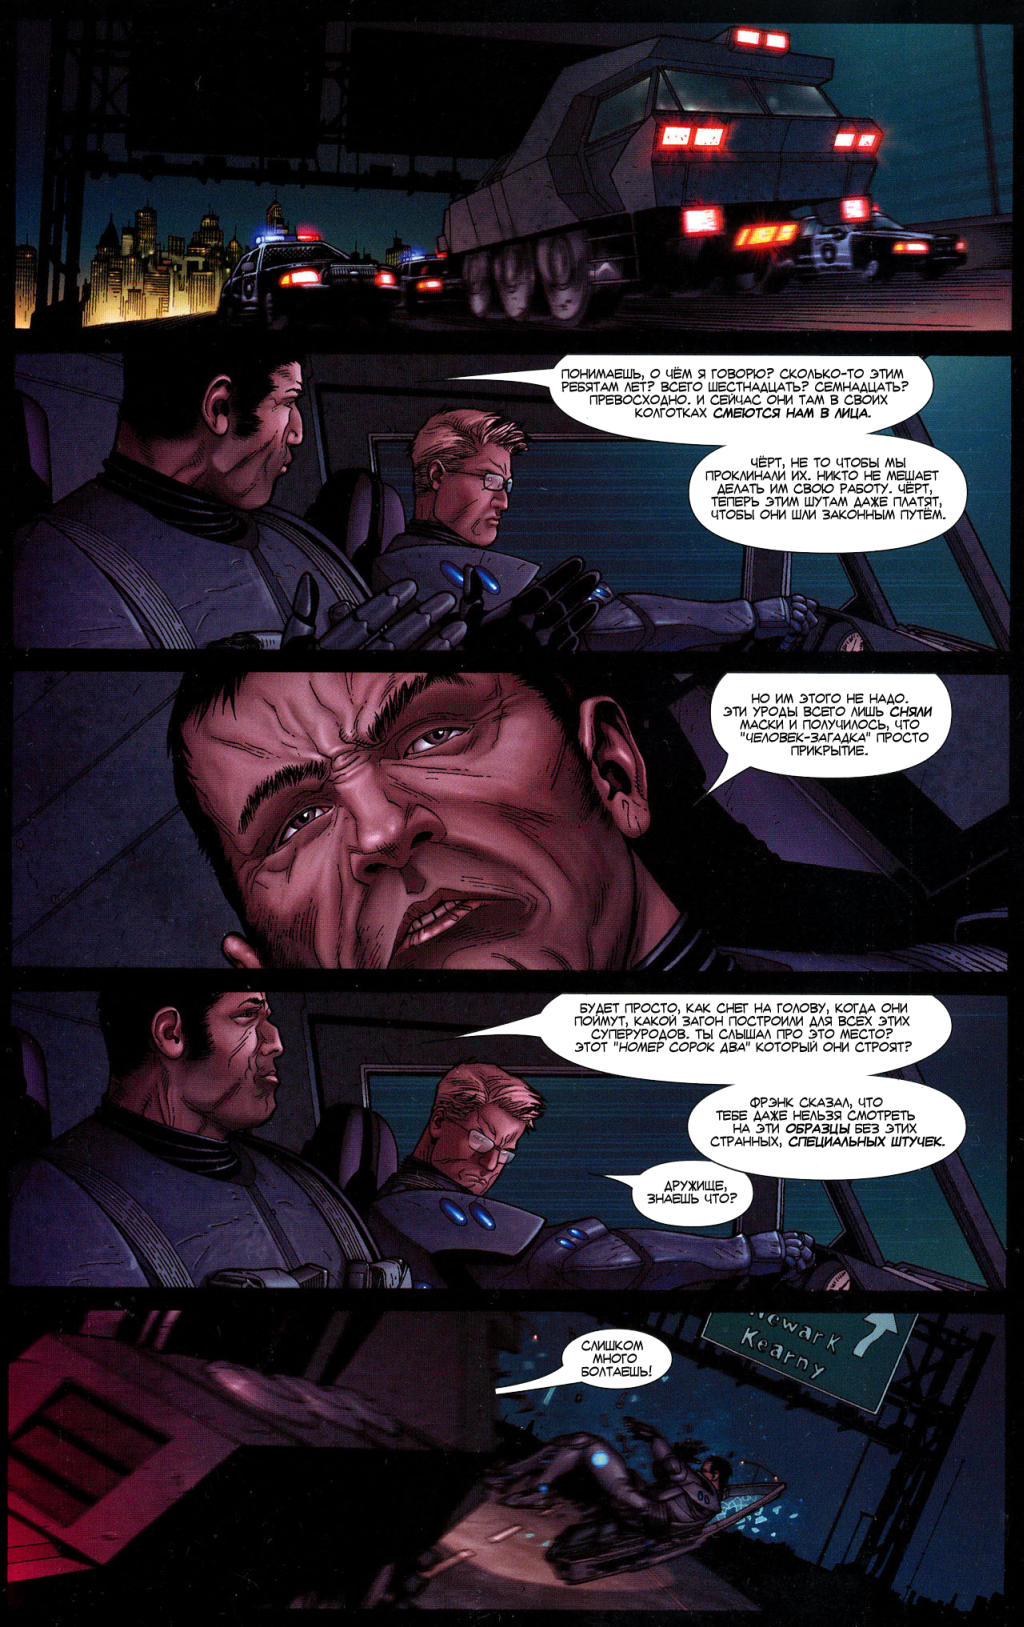 ПОНИМАЕШЬ, О ЧЁМ Я ГОВОРЮ? СКОЛЬКО-ТО ЭТИМ
РЕБЯТАМ ЛЕТ? ВСЕГО ШЕСТНАДЦАТЬ? СЕМНАДЦАТЬ?
ПРЕВОСХОДНО. И СЕЙЧАС ОНИ ТАМ В СВОИХ
КОЛГОТКАХ СМЕЮТСЯ НАМ В ЛИЦА.
ЧЁРТ, НЕ ТО ЧТОБЫ МЫ
ПРОКЛИНАЛИ ИХ. НИКТО НЕ МЕШАЕТ
ДЕЛАТЬ ИМ СВОЮ РАБОТУ. ЧЁРТ,
ТЕПЕРЬ ЭТИМ ШУТАМ ДАЖЕ ПЛАТЯТ,
ЧТОБЫ ОНИ ШЛИ ЗАКОННЫМ ПУТЁМ.
НО ИМ ЭТОГО НЕ НАДО.
ЭТИ УРОДЫ ВСЕГО ЛИШЬ СНЯЛИ
МАСКИ И ПОЛУЧИЛОСЬ, ЧТО
"ЧЕЛОВЕК-ЗАГАДКА" ПРОСТО
ПРИКРЫТИЕ.
БУДЕТ ПРОСТО, КАК СНЕГ НА ГОЛОВУ, КОГДА ОНИ
ПОЙМУТ, КАКОЙ ЗАГОН ПОСТРОИЛИ ДЛЯ ВСЕХ ЭТИХ
СУПЕРУРОДОВ. ТЫ СЛЫШАЛ ПРО ЭТО МЕСТО?
ЭТОТ "НОМЕР СОРОК ДВА" КОТОРЫЙ ОНИ СТРОЯТ?
ФРЭНК СКАЗАЛ, ЧТО
ТЕБЕ ДАЖЕ НЕЛЬЗЯ СМОТРЕТЬ
НА ЭТИ ОБРАЗЦЫ БЕЗ ЭТИХ
СТРАННЫХ, СПЕЦИАЛЬНЫХ ШТУЧЕК.
ДРУЖИЩЕ,
ЗНАЕШЬ ЧТО?
СЛИШКОМ
МНОГО
БОЛТАЕШЬ!
Newark
Kearny